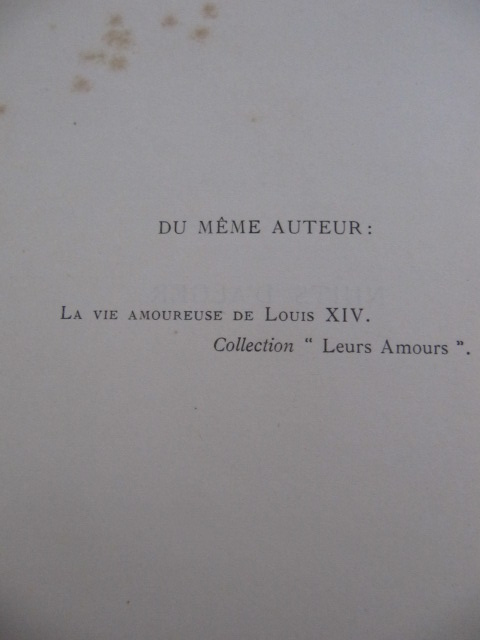 DU MÊME AUTEUR :
LA VIE AMOUREUSE DE LOUIS XIV.
Collection " Leurs Amours ".